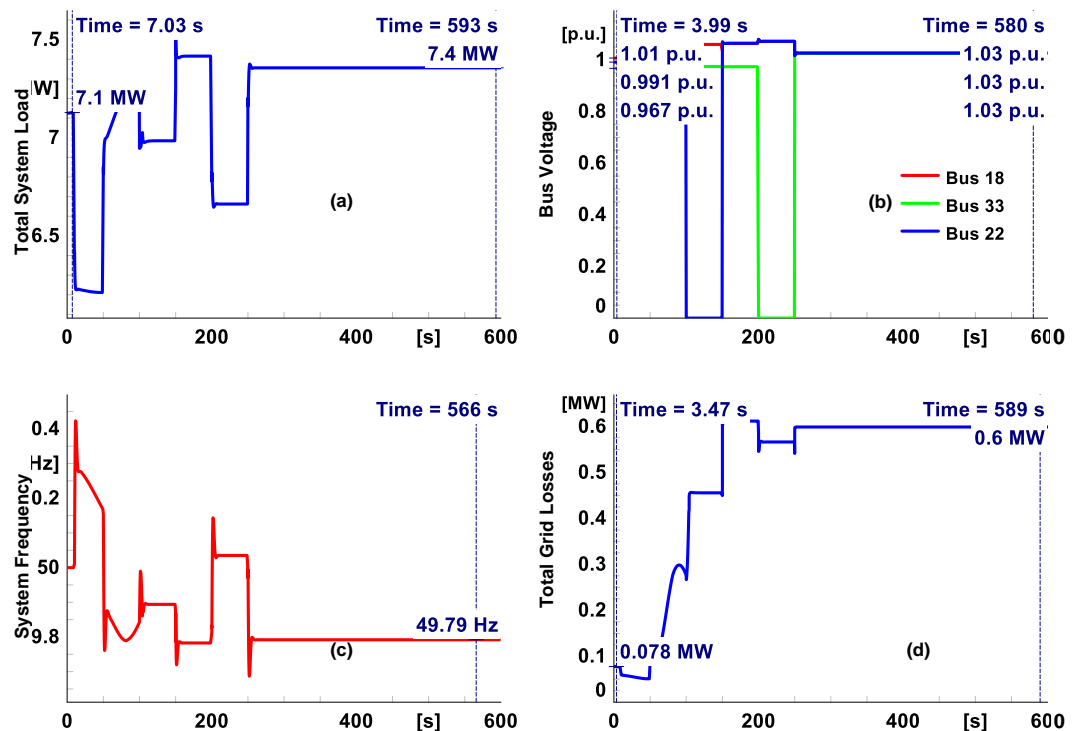 Time = 7.03 s Time = 593 s
7.5
7.4 MW
W]
7.1 MW
7
6.5
Total System Load
(a)
0 200 400 [s] 600
Time = 3.99 s Time = 580 s
[p.u.]
1
1.01 p.u. 1.03 p.u.
0.991 p.u. 1.03 p.u.
0.967 p.u. 1.03 p.u.
0.8
0.6
0.4
0.2
0
Bus Voltage
Bus 18
Bus 33
Bus 22
(b)
0 200 400 [s] 600
Time = 566 s
0.4
Hz]
0.2
50
9.8
System Frequency
49.79 Hz
(c)
0 200 400 [s] 600
[MW]
Time = 3.47 s Time = 589 s
0.6
0.6 MW
0.5
0.4
0.3
0.2
0.1
0
Total Grid Losses
0.078 MW
(d)
0 200 400 [s] 600